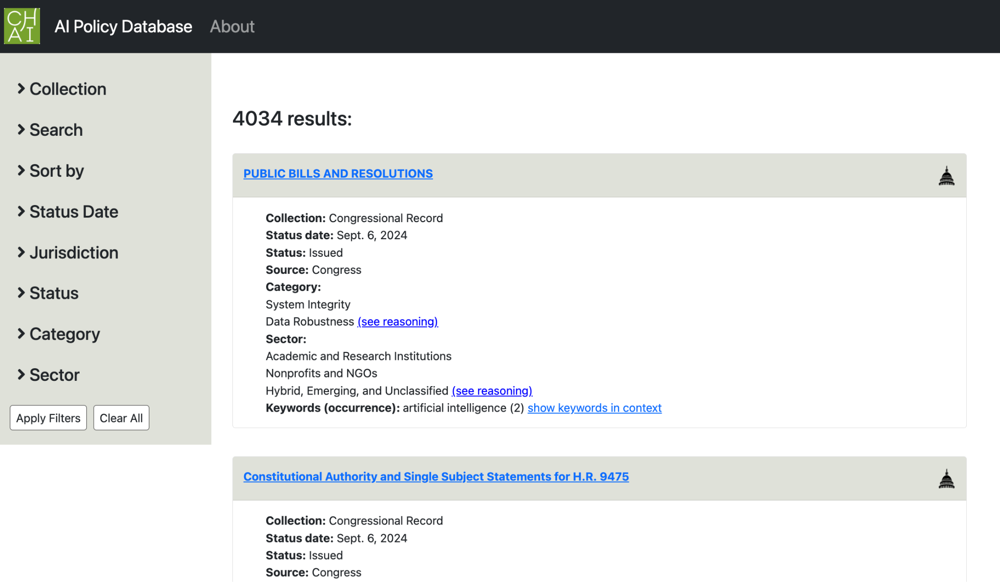 CH
AI
AI Policy Database
About
Collection
Search
Sort by
Status Date
Jurisdiction
Status
Category
Sector
Apply Filters
Clear All
4034 results:
PUBLIC BILLS AND RESOLUTIONS
Collection: Congressional Record
Status date: Sept. 6, 2024
Status: Issued
Source: Congress
Category:
System Integrity
Data Robustness (see reasoning)
Sector:
Academic and Research Institutions
Nonprofits and NGOs
Hybrid, Emerging, and Unclassified (see reasoning)
Keywords (occurrence): artificial intelligence (2) show keywords in context
Constitutional Authority and Single Subject Statements for H.R. 9475
Collection: Congressional Record
Status date: Sept. 6, 2024
Status: Issued
Source: Congress